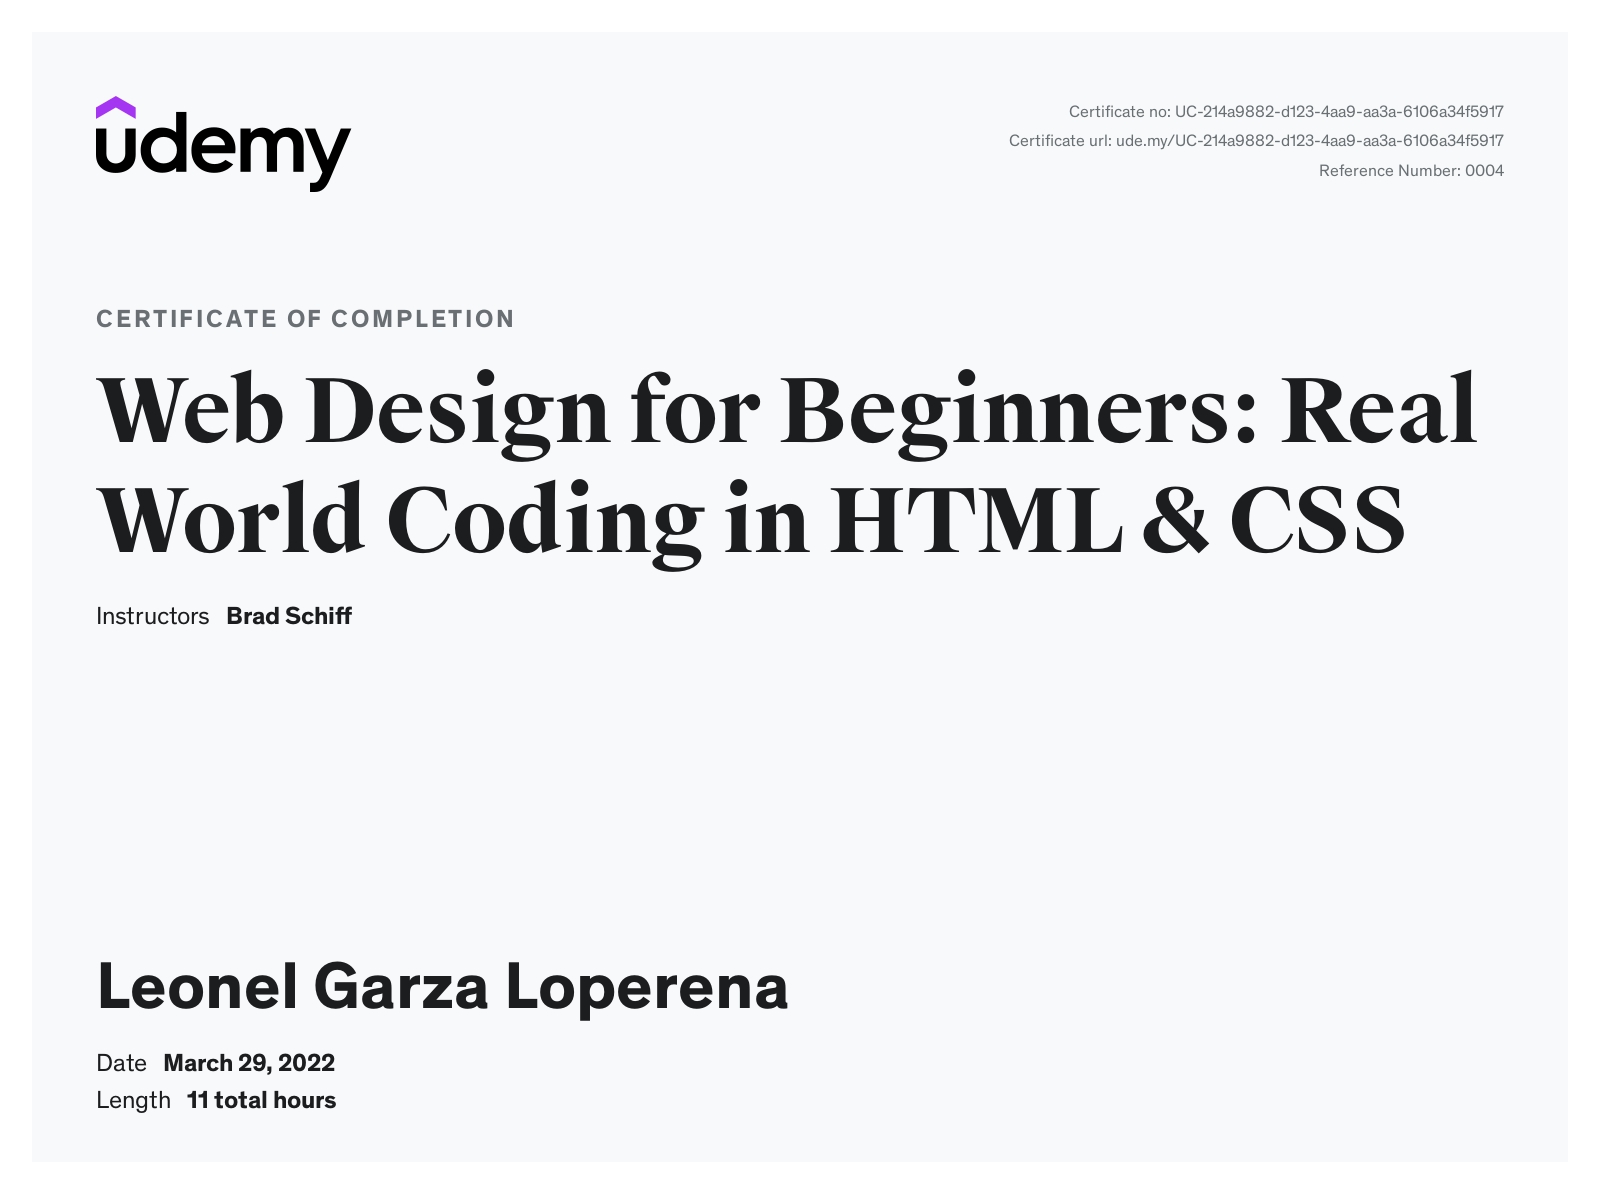 udemy
Certificate no: UC-214a9882-d123-4aa9-aa3a-6106a34f5917
Certificate url: ude.my/UC-214a9882-d123-4aa9-aa3a-6106a34f5917
Reference Number: 0004
CERTIFICATE OF COMPLETION
Web Design for Beginners: Real
World Coding in HTML & CSS
Instructors Brad Schiff
Leonel Garza Loperena
Date March 29, 2022
Length 11 total hours